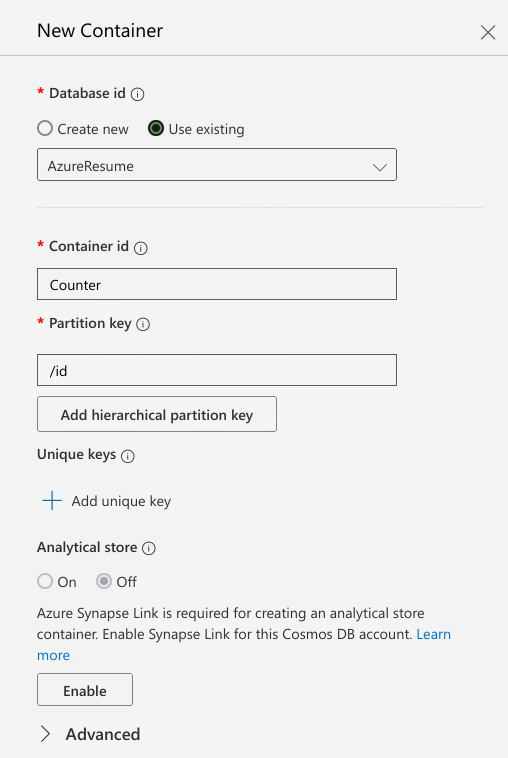 New Container
* Database id
Create new Use existing
AzureResume
* Container id
Counter
* Partition key
/id
Add hierarchical partition key
Unique keys
Add unique key
Analytical store
On Off
Azure Synapse Link is required for creating an analytical store
container. Enable Synapse Link for this Cosmos DB account. Learn
more
Enable
Advanced